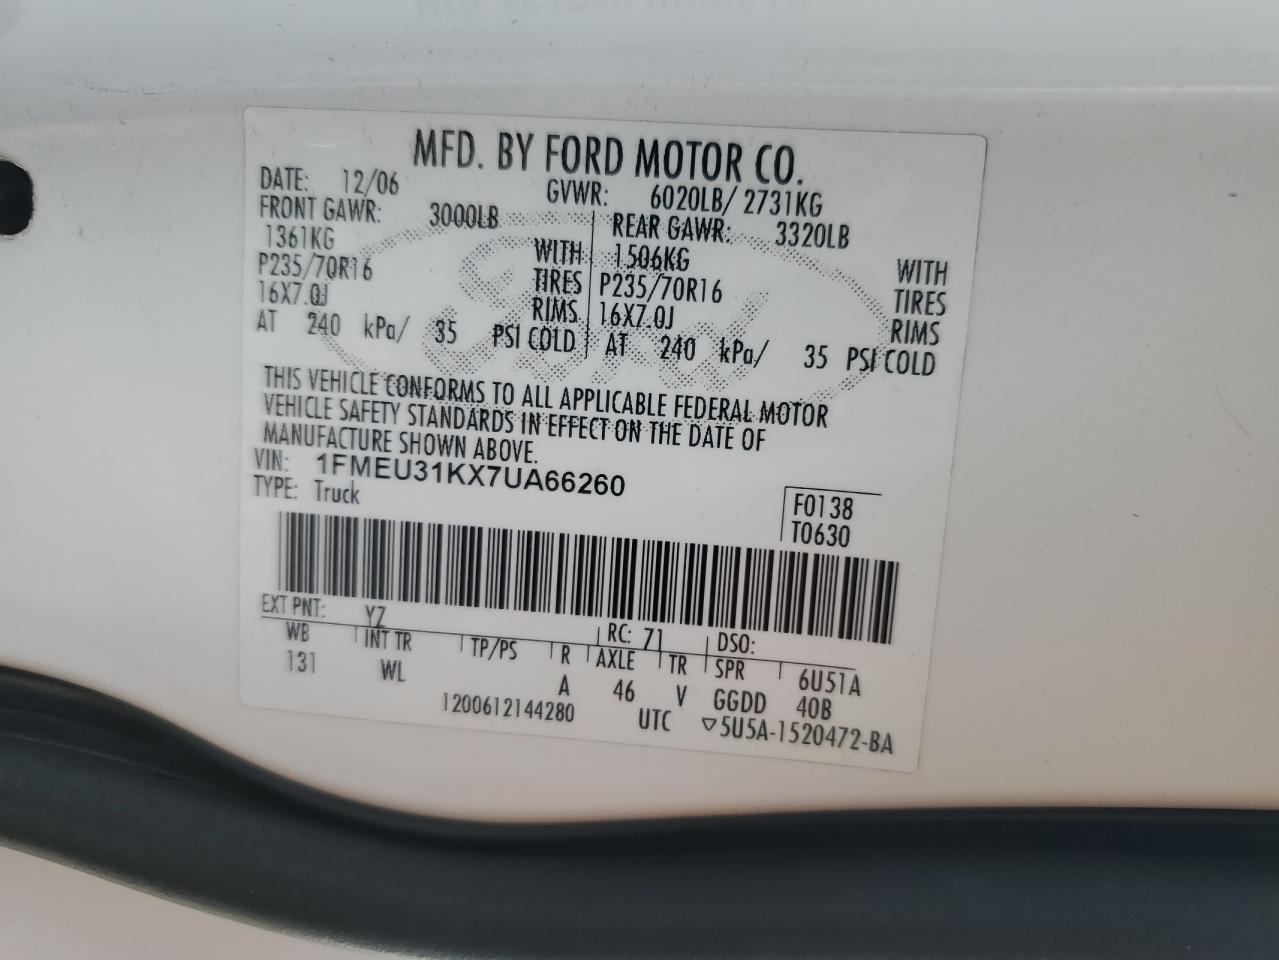 MFD. BY FORD MOTOR CO.
DATE: 12/06 GVWR: 6020LB/ 2731KG
FRONT GAWR: 3000LB REAR GAWR: 3320LB
1361KG WITH 1506KG WITH
P235/70R16 TIRES P235/70R16 TIRES
16X7.0J RIMS 16X7.0J RIMS
AT 240 kPa/ 35 PSI COLD AT 240 kPa/ 35 PSI COLD
THIS VEHICLE CONFORMS TO ALL APPLICABLE FEDERAL MOTOR
VEHICLE SAFETY STANDARDS IN EFFECT ON THE DATE OF
MANUFACTURE SHOWN ABOVE.
VIN: 1FMEU31KX7UA66260
TYPE: Truck
F0138
T0630
EXT PNT: YZ RC: 71 DSO:
WB INT TR TP/PS R AXLE TR SPR 6U51A
131 WL A 46 V GGDD 40B
1200612144280 UTC ▽5U5A-1520472-BA